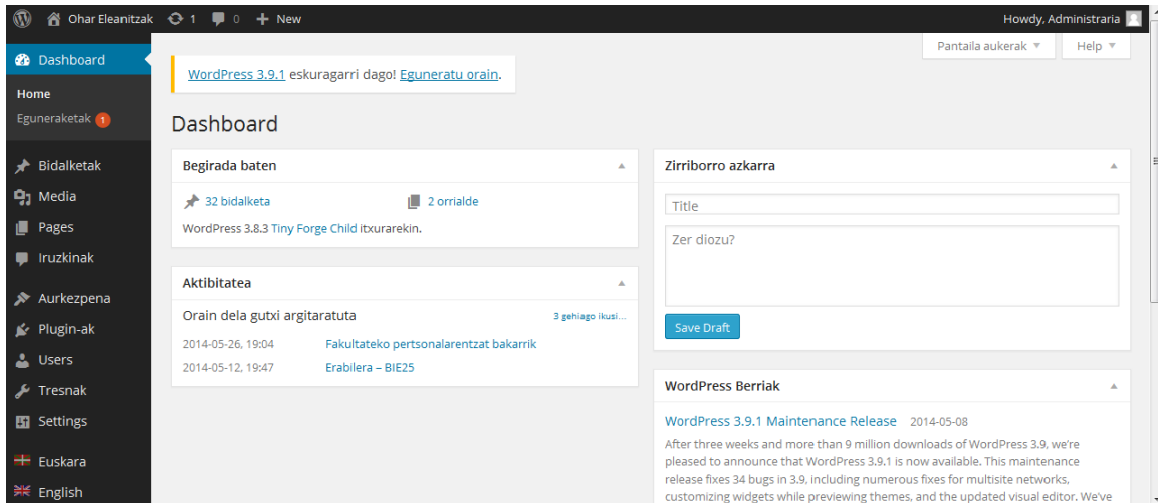 Ohar Eleanitzak 1 0 + New Howdy, Administraria
Pantaila aukerak Help
Dashboard
Home
Eguneraketak 1
Bidalketak
Media
Pages
Iruzkinak
Aurkezpena
Plugin-ak
Users
Tresnak
Settings
Euskara
English
WordPress 3.9.1 eskuragarri dago! Eguneratu orain.
Dashboard
Begirada baten
32 bidalketa 2 orrialde
WordPress 3.8.3 Tiny Forge Child itxurarekin.
Aktibitatea
Orain dela gutxi argitaratuta 3 gehiago ikusi...
2014-05-26, 19:04 Fakultateko pertsonalarentzat bakarrik
2014-05-12, 19:47 Erabilera – BIE25
Zirriborro azkarra
Title
Zer diozu?
Save Draft
WordPress Berriak
WordPress 3.9.1 Maintenance Release 2014-05-08
After three weeks and more than 9 million downloads of WordPress 3.9, we're
pleased to announce that WordPress 3.9.1 is now available. This maintenance
release fixes 34 bugs in 3.9, including numerous fixes for multisite networks,
customizing widgets while previewing themes, and the updated visual editor. We've